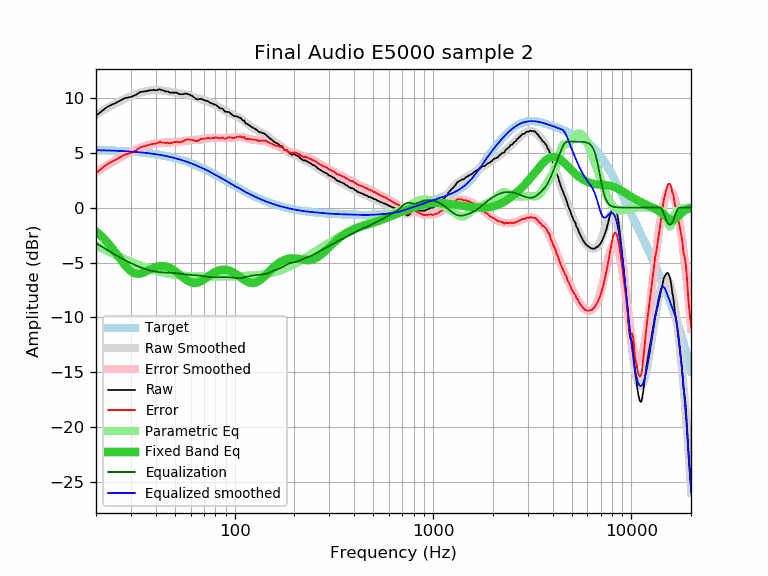 Final Audio E5000 sample 2
10
5
0
−5
−10
−15
−20
−25
Amplitude (dBr)
Target
Raw Smoothed
Error Smoothed
Raw
Error
Parametric Eq
Fixed Band Eq
Equalization
Equalized smoothed
100
1000
10000
Frequency (Hz)